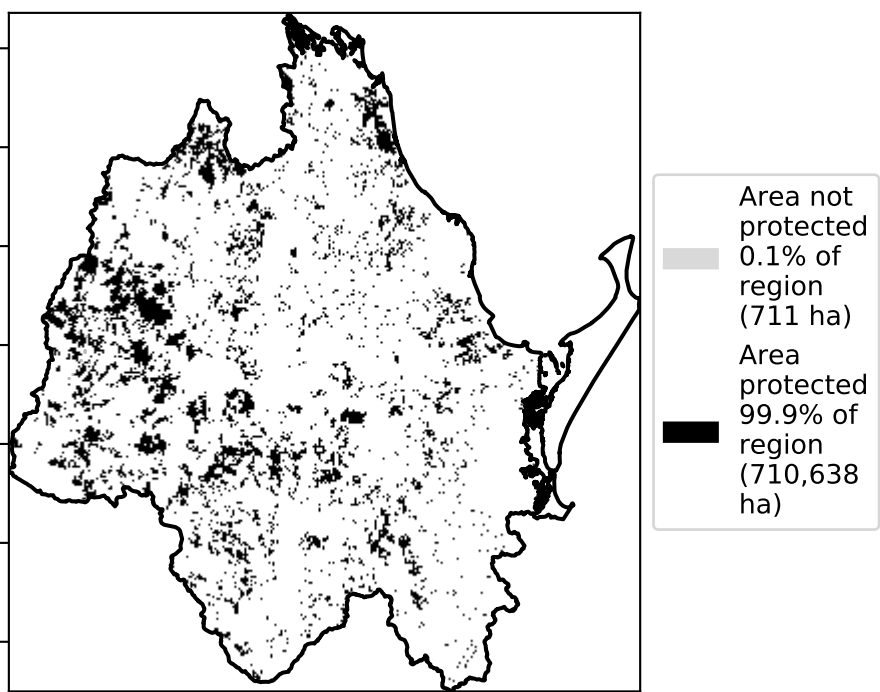 Area not
protected
0.1% of
region
(711 ha)
Area
protected
99.9% of
region
(710,638
ha)